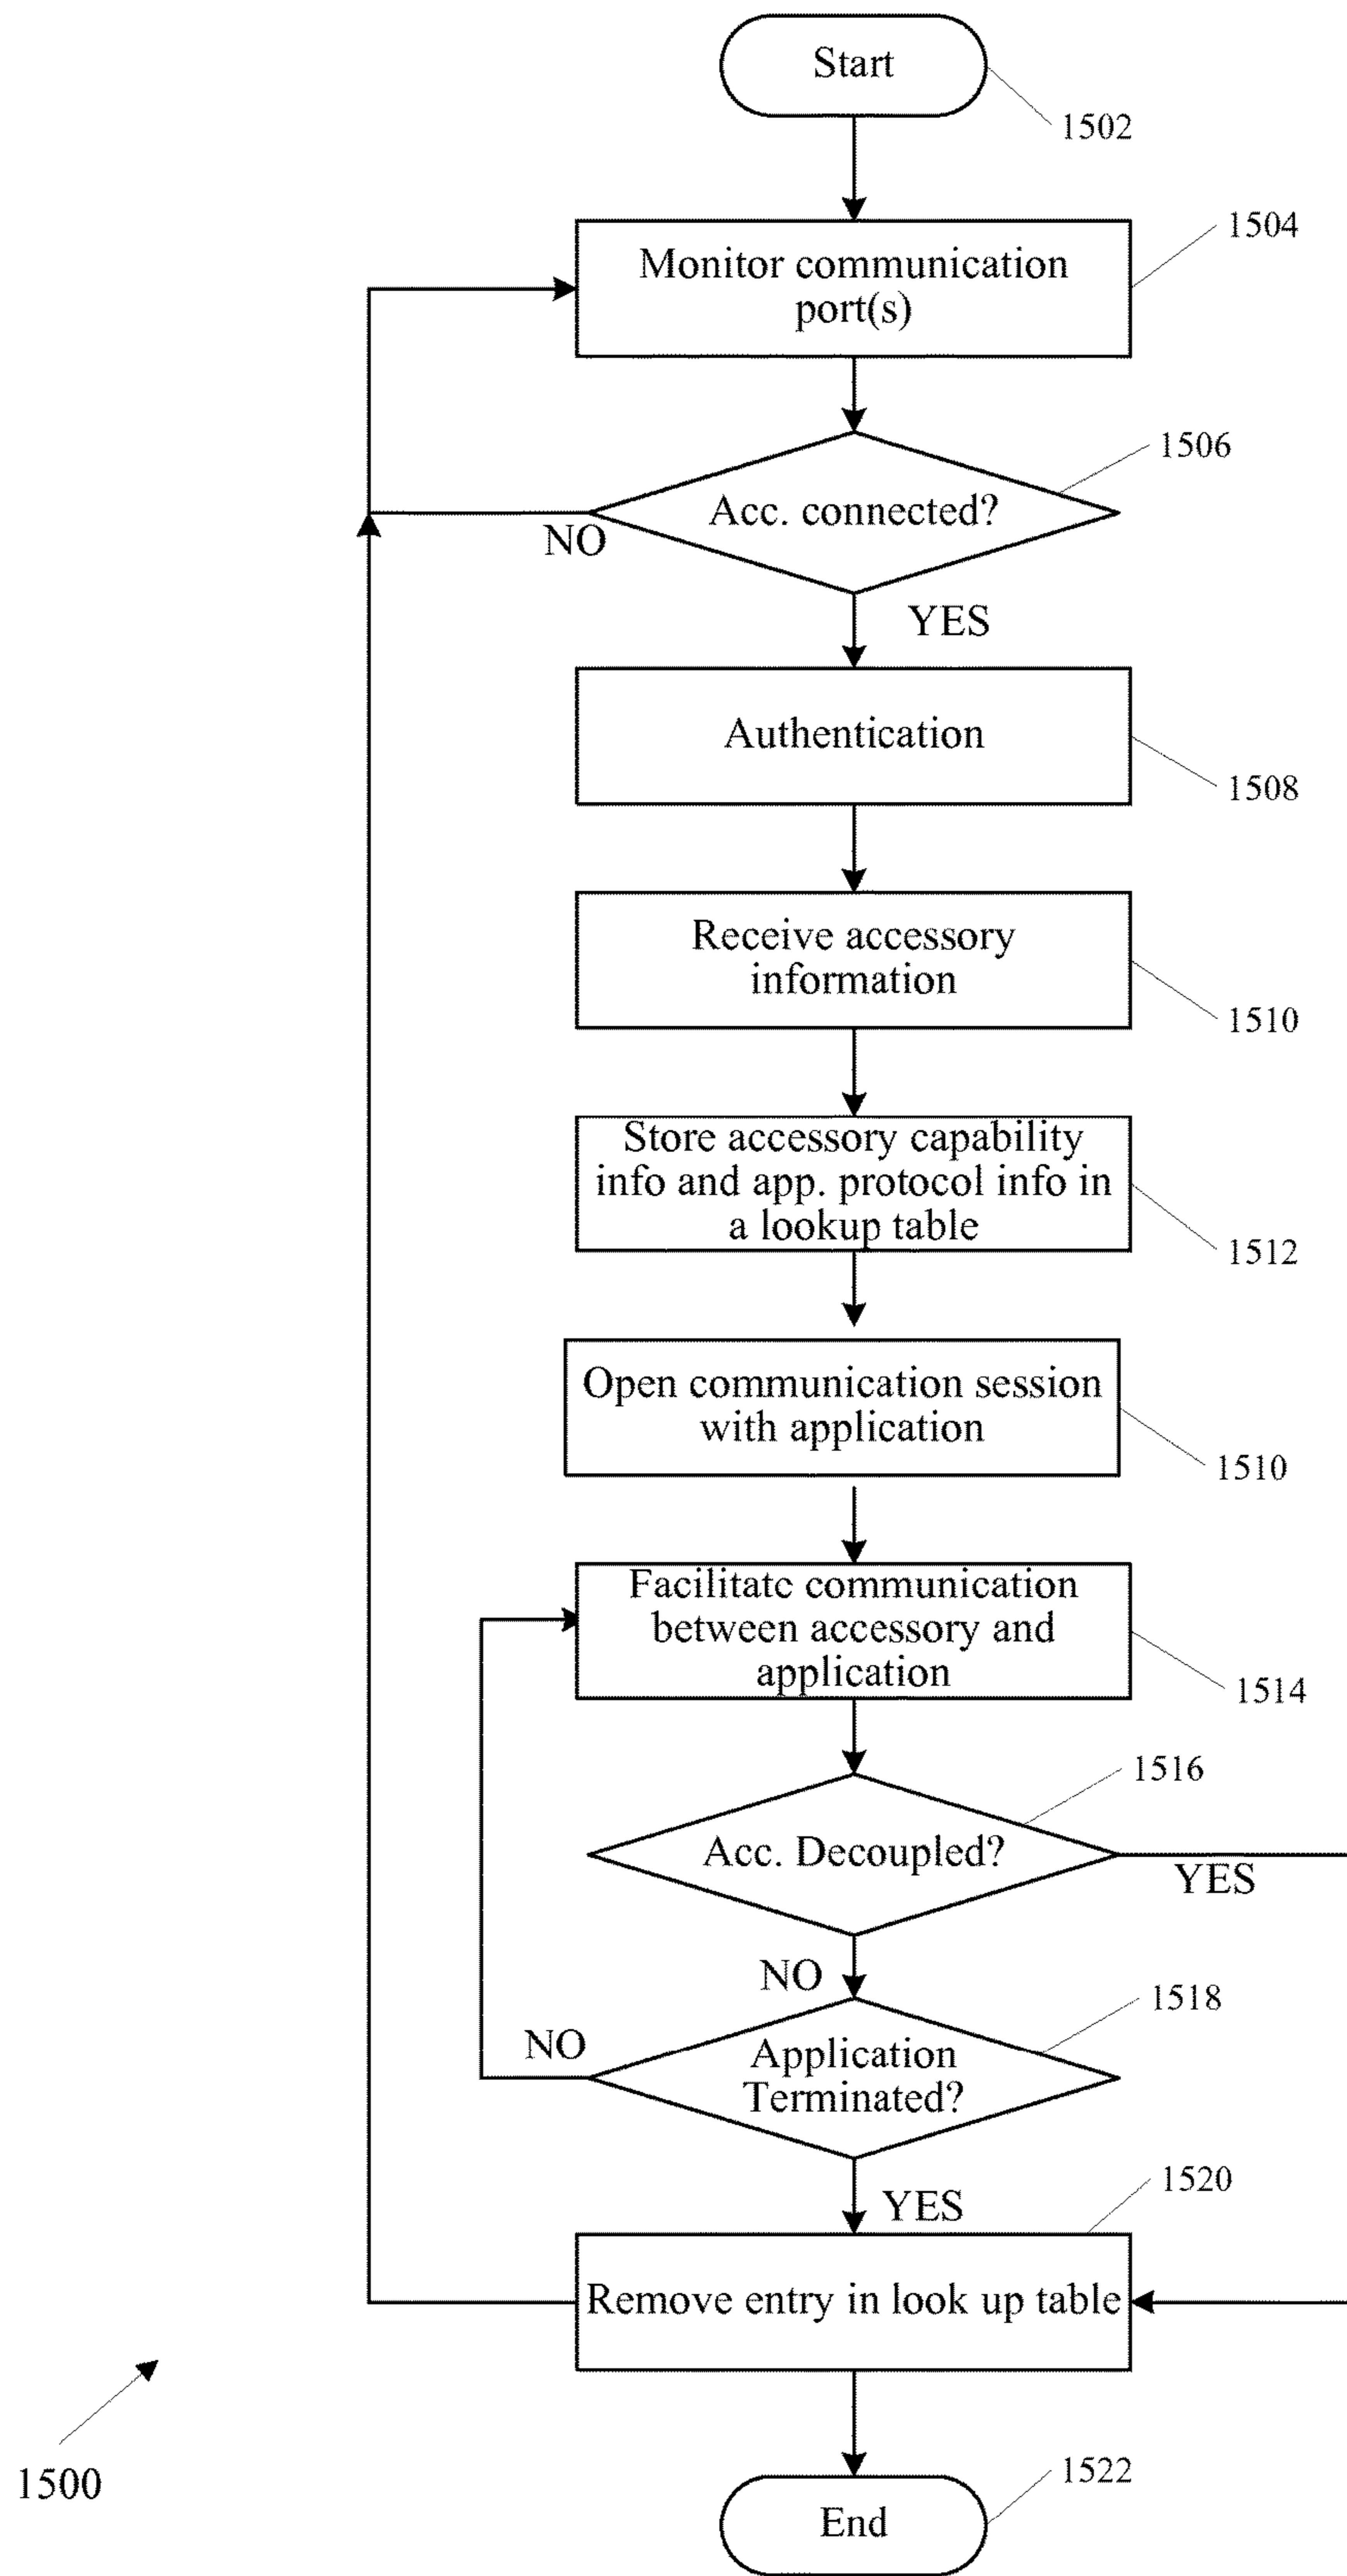 Start
1502
1504
Monitor communication
port(s)
1506
Acc. connected?
NO
YES
Authentication
1508
Receive accessory
information
1510
Store accessory capability
info and app. protocol info in
a lookup table
1512
Open communication session
with application
1510
Facilitate communication
between accessory and
application
1514
1516
Acc. Decoupled?
YES
NO
1518
NO
Application
Terminated?
1520
YES
Remove entry in look up table
1500
1522
End